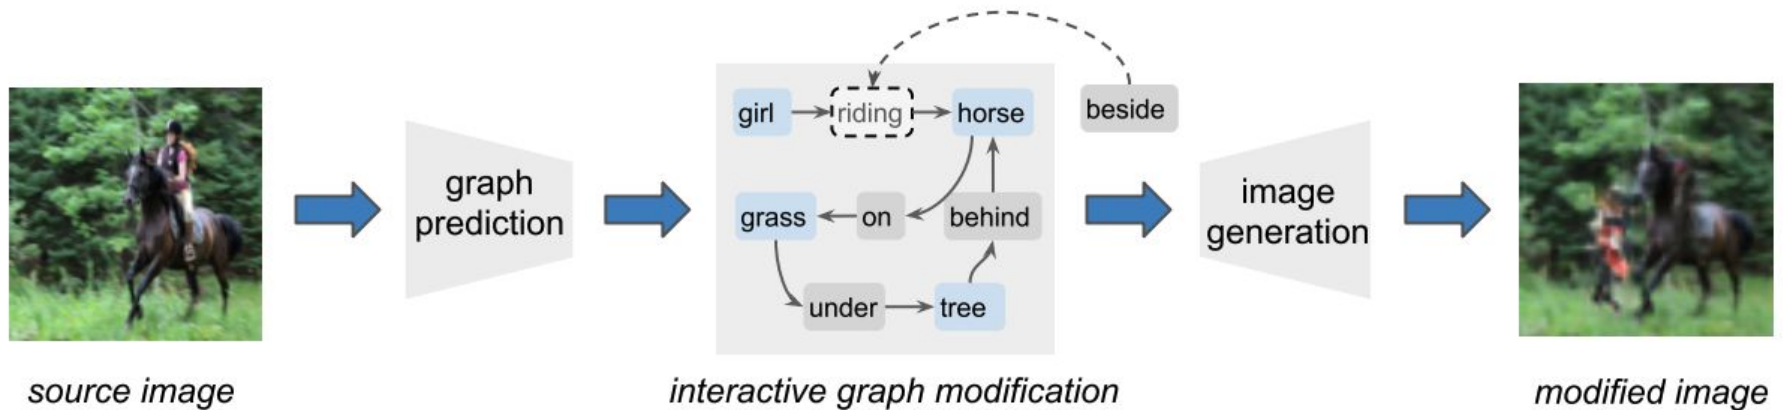 girl riding horse
beside
graph
prediction
grass on behind
image
generation
under tree
source image
interactive graph modification
modified image